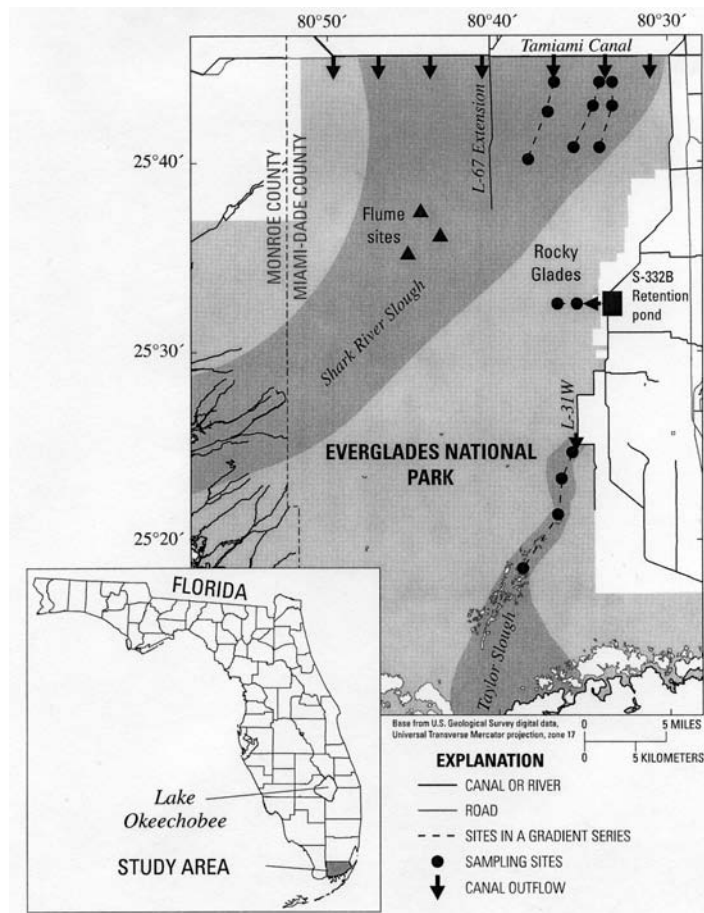 80°50´
80°40´
80°30´
Tamiami Canal
L-67 Extension
25°40´
MONROE COUNTY
MIAMI-DADE COUNTY
Flume
sites
Rocky
Glades
S-332B
Retention
pond
Shark River Slough
25°30´
L-31W
EVERGLADES NATIONAL
PARK
25°20´
Taylor Slough
FLORIDA
Lake
Okeechobee
STUDY AREA
Base from U.S. Geological Survey digital data,
Universal Transverse Mercator projection, zone 17
0 5 MILES
0 5 KILOMETERS
EXPLANATION
CANAL OR RIVER
ROAD
SITES IN A GRADIENT SERIES
SAMPLING SITES
CANAL OUTFLOW